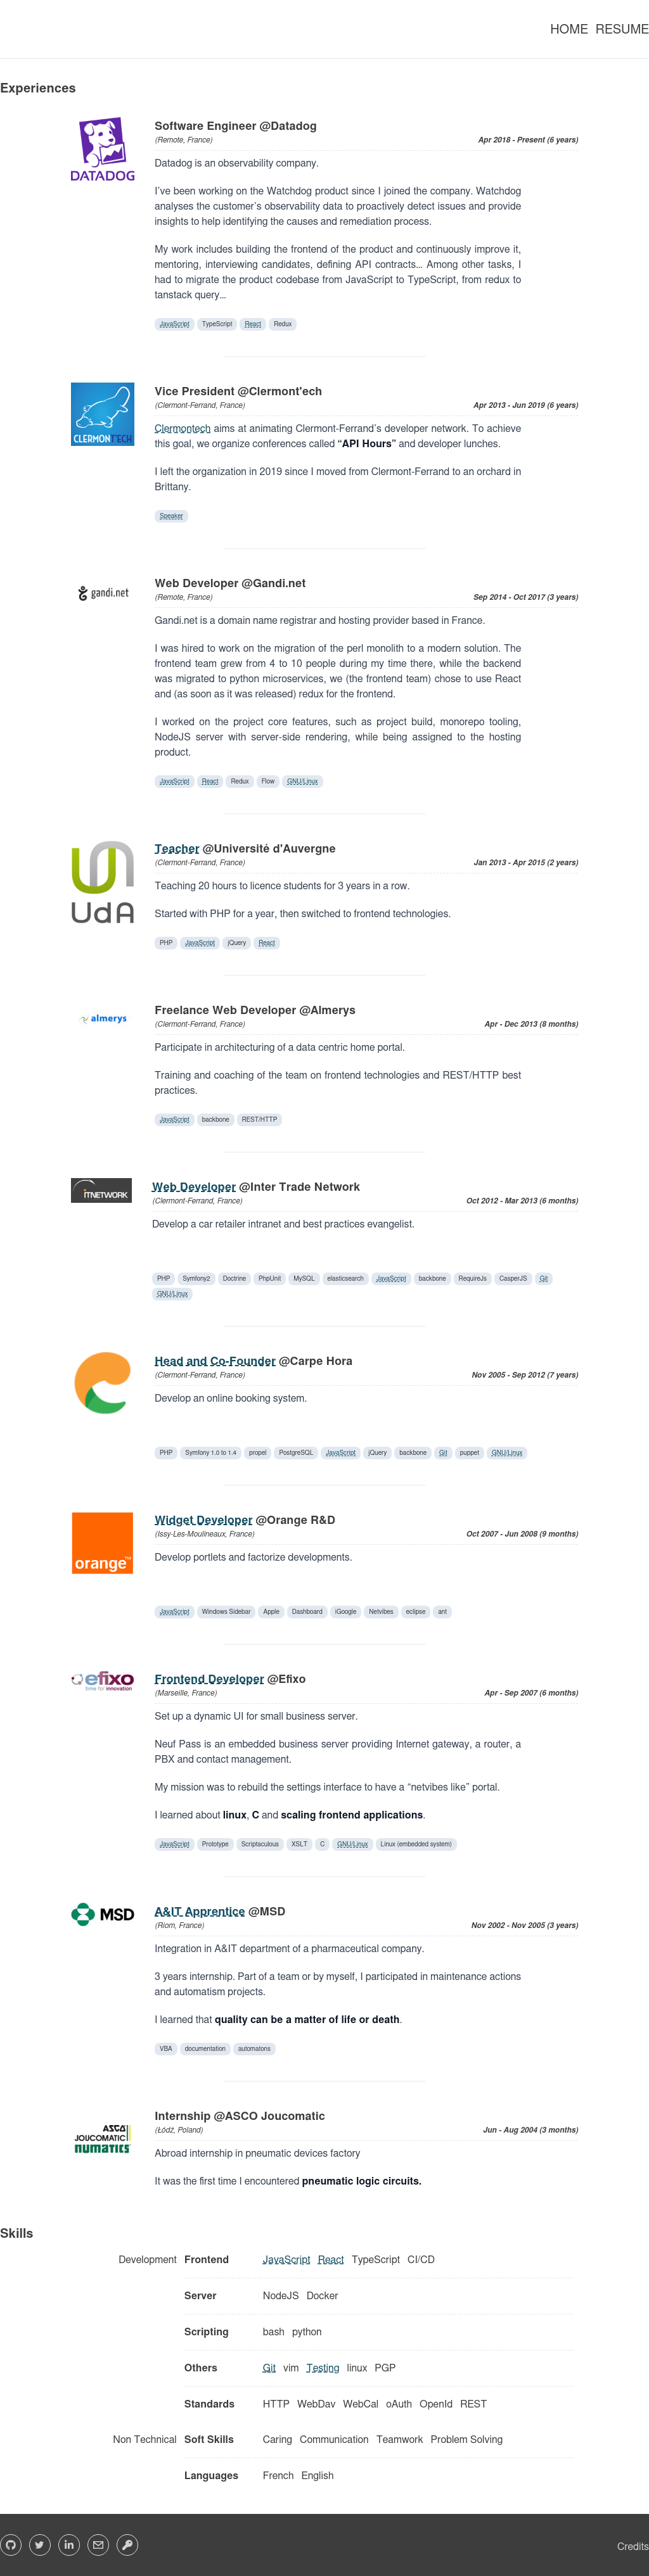 HOME RESUME
Experiences
DATADOG
Software Engineer @Datadog
(Remote, France) Apr 2018 - Present (6 years)
Datadog is an observability company.
I've been working on the Watchdog product since I joined the company. Watchdog
analyses the customer's observability data to proactively detect issues and provide
insights to help identifying the causes and remediation process.
My work includes building the frontend of the product and continuously improve it,
mentoring, interviewing candidates, defining API contracts... Among other tasks, I
had to migrate the product codebase from JavaScript to TypeScript, from redux to
tanstack query...
JavaScript TypeScript React Redux
CLERMONTECH
Vice President @Clermont'ech
(Clermont-Ferrand, France) Apr 2013 - Jun 2019 (6 years)
Clermontech aims at animating Clermont-Ferrand's developer network. To achieve
this goal, we organize conferences called “API Hours” and developer lunches.
I left the organization in 2019 since I moved from Clermont-Ferrand to an orchard in
Brittany.
Speaker
gandi.net
Web Developer @Gandi.net
(Remote, France) Sep 2014 - Oct 2017 (3 years)
Gandi.net is a domain name registrar and hosting provider based in France.
I was hired to work on the migration of the perl monolith to a modern solution. The
frontend team grew from 4 to 10 people during my time there, while the backend
was migrated to python microservices, we (the frontend team) chose to use React
and (as soon as it was released) redux for the frontend.
I worked on the project core features, such as project build, monorepo tooling,
NodeJS server with server-side rendering, while being assigned to the hosting
product.
JavaScript React Redux Flow GNU/Linux
UdA
Teacher @Université d'Auvergne
(Clermont-Ferrand, France) Jan 2013 - Apr 2015 (2 years)
Teaching 20 hours to licence students for 3 years in a row.
Started with PHP for a year, then switched to frontend technologies.
PHP JavaScript jQuery React
almerys
Freelance Web Developer @Almerys
(Clermont-Ferrand, France) Apr - Dec 2013 (8 months)
Participate in architecturing of a data centric home portal.
Training and coaching of the team on frontend technologies and REST/HTTP best
practices.
JavaScript backbone REST/HTTP
iTNETWORK
Web Developer @Inter Trade Network
(Clermont-Ferrand, France) Oct 2012 - Mar 2013 (6 months)
Develop a car retailer intranet and best practices evangelist.
PHP Symfony2 Doctrine PhpUnit MySQL elasticsearch JavaScript backbone RequireJs CasperJS Git
GNU/Linux
Head and Co-Founder @Carpe Hora
(Clermont-Ferrand, France) Nov 2005 - Sep 2012 (7 years)
Develop an online booking system.
PHP Symfony 1.0 to 1.4 propel PostgreSQL JavaScript jQuery backbone Git puppet GNU/Linux
orange™
Widget Developer @Orange R&D
(Issy-Les-Moulineaux, France) Oct 2007 - Jun 2008 (9 months)
Develop portlets and factorize developments.
JavaScript Windows Sidebar Apple Dashboard iGoogle Netvibes eclipse ant
efixo
time for innovation
Frontend Developer @Efixo
(Marseille, France) Apr - Sep 2007 (6 months)
Set up a dynamic UI for small business server.
Neuf Pass is an embedded business server providing Internet gateway, a router, a
PBX and contact management.
My mission was to rebuild the settings interface to have a “netvibes like” portal.
I learned about linux, C and scaling frontend applications.
JavaScript Prototype Scriptaculous XSLT C GNU/Linux Linux (embedded system)
MSD
A&IT Apprentice @MSD
(Riom, France) Nov 2002 - Nov 2005 (3 years)
Integration in A&IT department of a pharmaceutical company.
3 years internship. Part of a team or by myself, I participated in maintenance actions
and automatism projects.
I learned that quality can be a matter of life or death.
VBA documentation automatons
ASCO
JOUCOMATIC
numatics
Internship @ASCO Joucomatic
(Łódź, Poland) Jun - Aug 2004 (3 months)
Abroad internship in pneumatic devices factory
It was the first time I encountered pneumatic logic circuits.
Skills
Development Frontend JavaScript React TypeScript CI/CD
Server NodeJS Docker
Scripting bash python
Others Git vim Testing linux PGP
Standards HTTP WebDav WebCal oAuth OpenId REST
Non Technical Soft Skills Caring Communication Teamwork Problem Solving
Languages French English
Credits